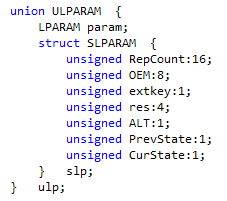 union ULPARAM  {
    LPARAM param;
    struct SLPARAM  {
        unsigned RepCount:16;
        unsigned OEM:8;
        unsigned extkey:1;
        unsigned res:4;
        unsigned ALT:1;
        unsigned PrevState:1;
        unsigned CurState:1;
    }   slp;
}   ulp;